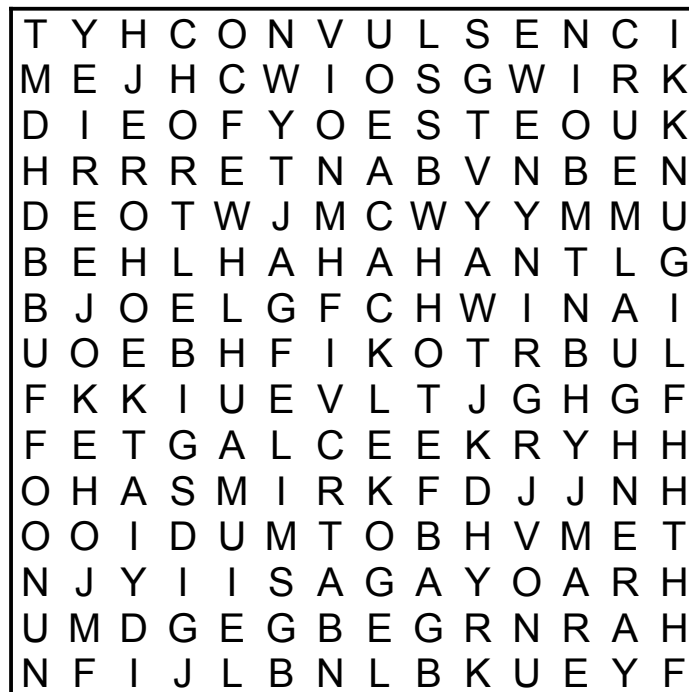 T Y H C O N V U L S E N C I
M E J H C W I O S G W I R K
D I E O F Y O E S T E O U K
H R R R E T N A B V N B E N
D E O T W J M C W Y Y M M U
B E H L H A H A H A N T L G
B J O E L G F C H W I N A I
U O E B H F I K O T R B U L
F K K I U E V L T J G H G F
F E T G A L C E E K R Y H H
O H A S M I R K F D J J N H
O O I D U M T O B H V M E T
N J Y I I S A G A Y O A R H
U M D G E G B E G R N R A H
N F I J L B N L B K U E Y F